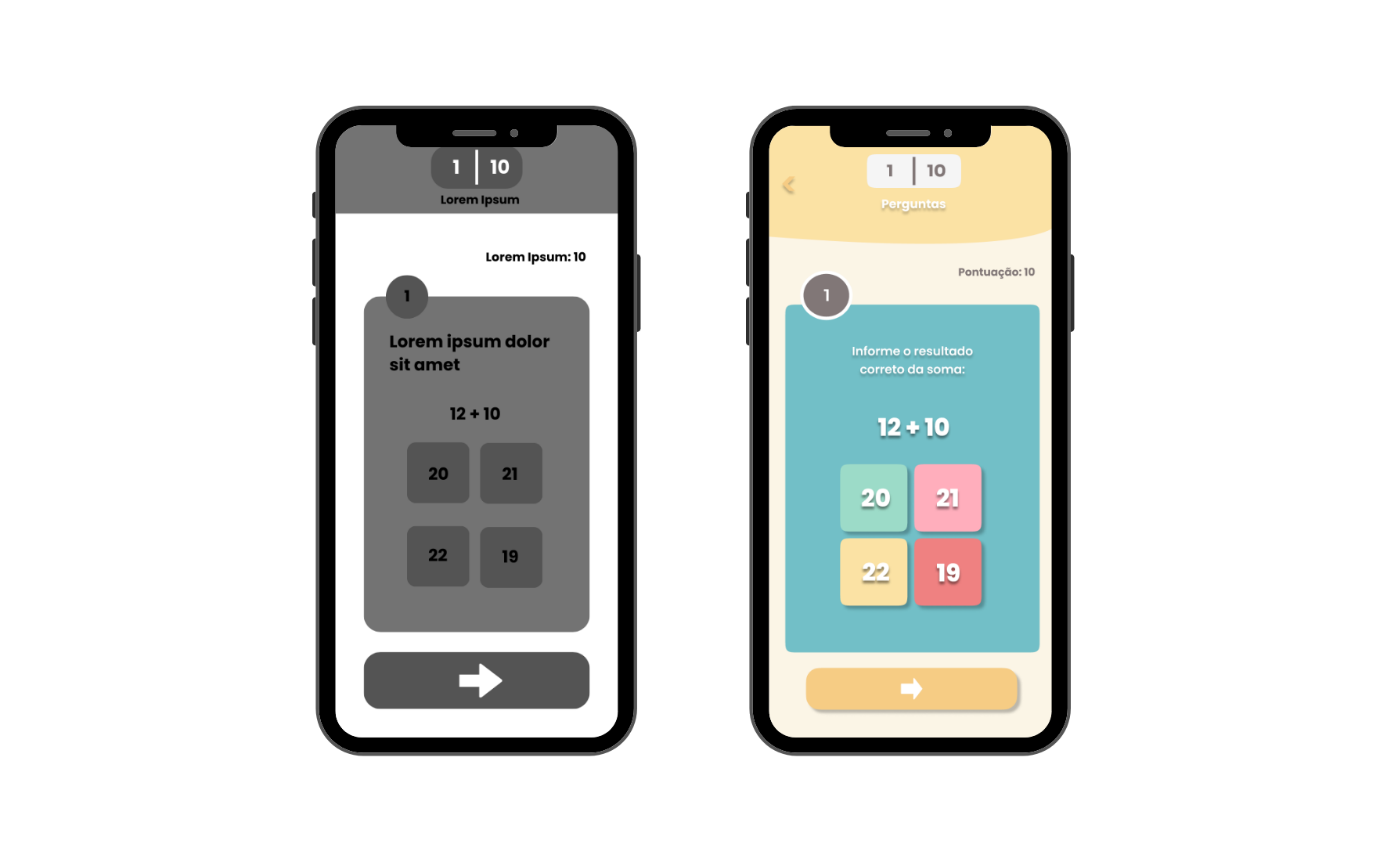 1 | 10
Lorem Ipsum
Lorem Ipsum: 10
1
Lorem ipsum dolor
sit amet
12 + 10
20 21
22 19
1 | 10
Perguntas
Pontuação: 10
1
Informe o resultado
correto da soma:
12 + 10
20 21
22 19